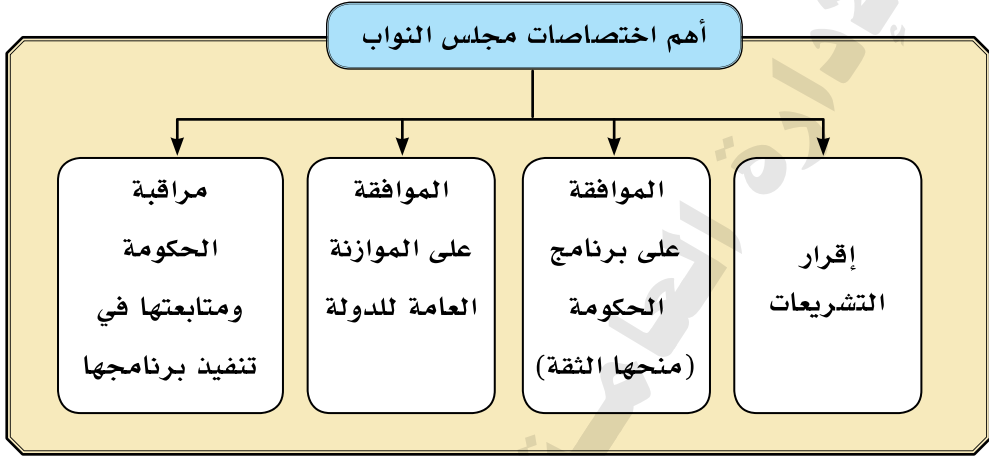 أهم اختصاصات مجلس النواب
إقرار
التشريعات
الموافقة
على برنامج
الحكومة
(منحها الثقة)
الموافقة
على الموازنة
العامة للدولة
مراقبة
الحكومة
ومتابعتها في
تنفيذ برنامجها